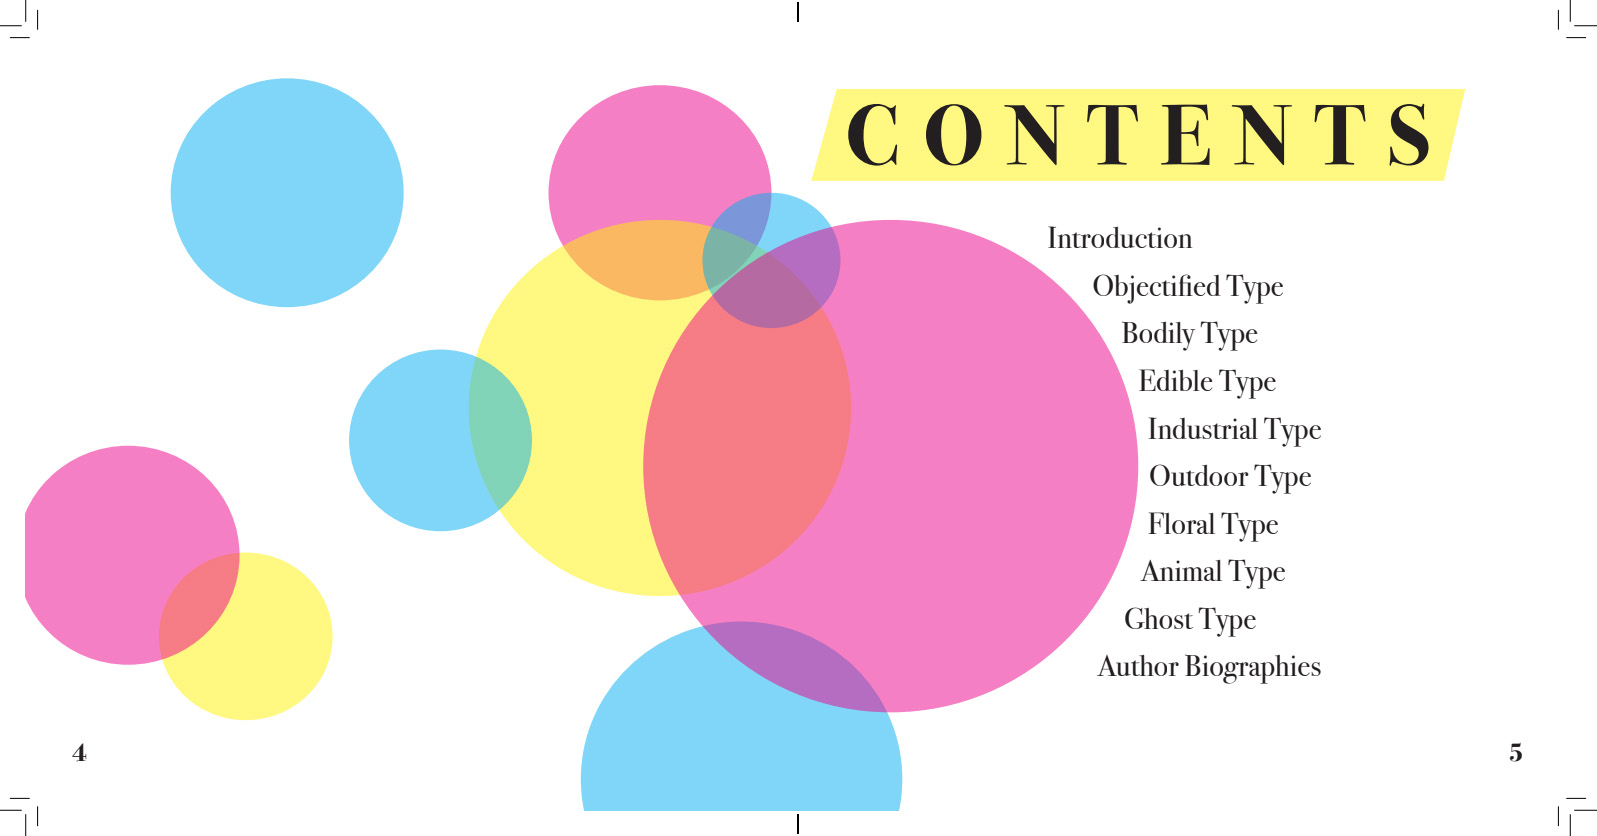 CONTENTS
Introduction
Objectified Type
Bodily Type
Edible Type
Industrial Type
Outdoor Type
Floral Type
Animal Type
Ghost Type
Author Biographies
4
5